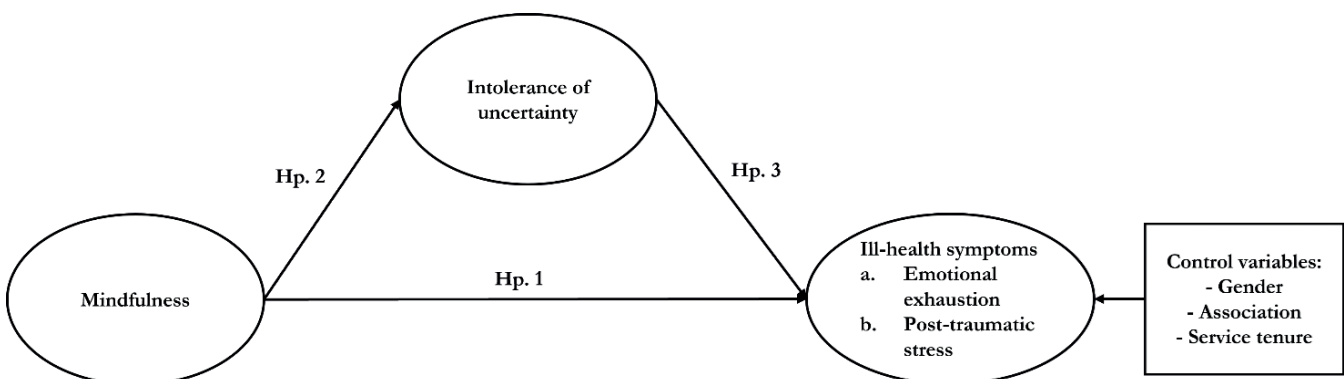 Intolerance of
uncertainty
Hp. 2
Hp. 3
Mindfulness
Hp. 1
Ill-health symptoms
a. Emotional
exhaustion
b. Post-traumatic
stress
Control variables:
- Gender
- Association
- Service tenure